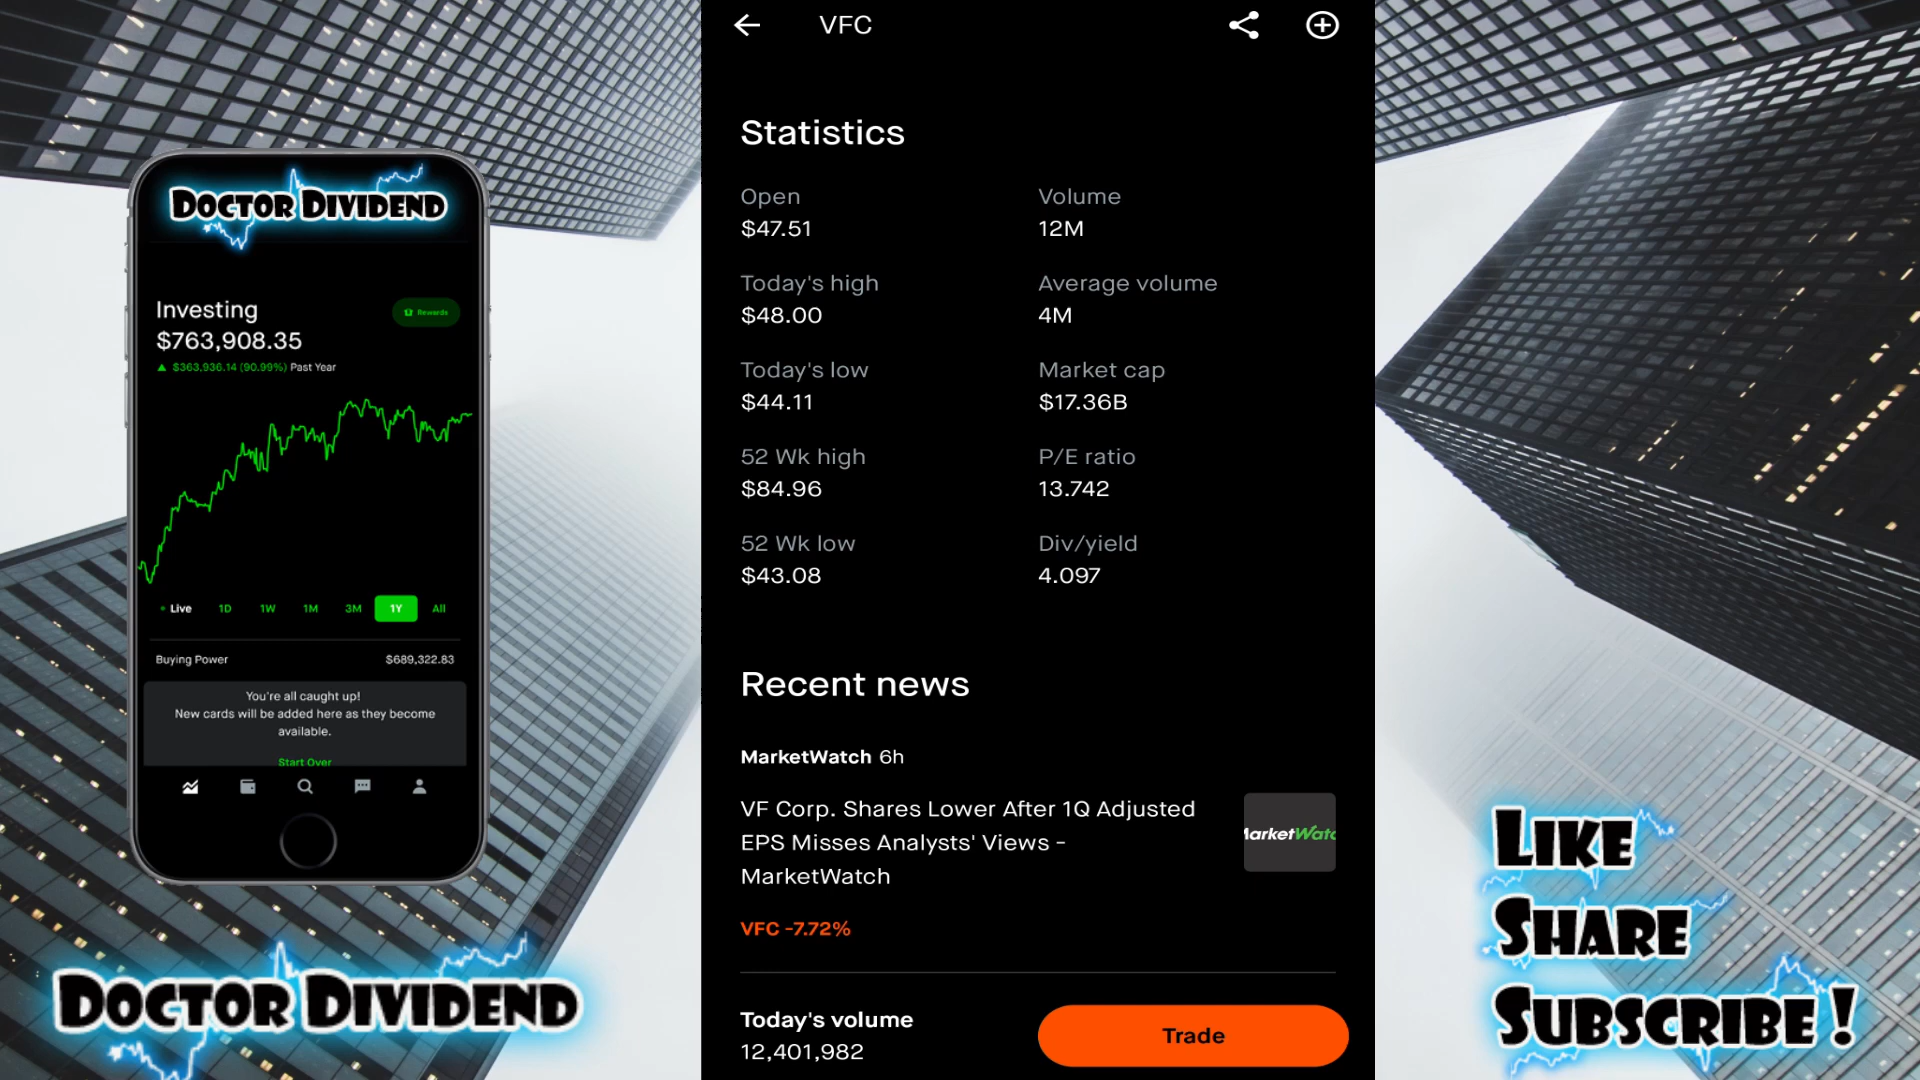 DOCTOR DIVIDEND
Investing
$763,908.35
Rewards
$363,936.14 (90.99%) Past Year
Live 1D 1W 1M 3M 1Y All
Buying Power $689,322.83
You're all caught up!
New cards will be added here as they become
available.
Start Over
DOCTOR DIVIDEND
VFC
Statistics
Open
$47.51
Volume
12M
Today's high
$48.00
Average volume
4M
Today's low
$44.11
Market cap
$17.36B
52 Wk high
$84.96
P/E ratio
13.742
52 Wk low
$43.08
Div/yield
4.097
Recent news
MarketWatch 6h
VF Corp. Shares Lower After 1Q Adjusted
EPS Misses Analysts' Views -
MarketWatch
MarketWatc
VFC -7.72%
Today's volume
12,401,982
Trade
LIKE
SHARE
SUBSCRIBE !